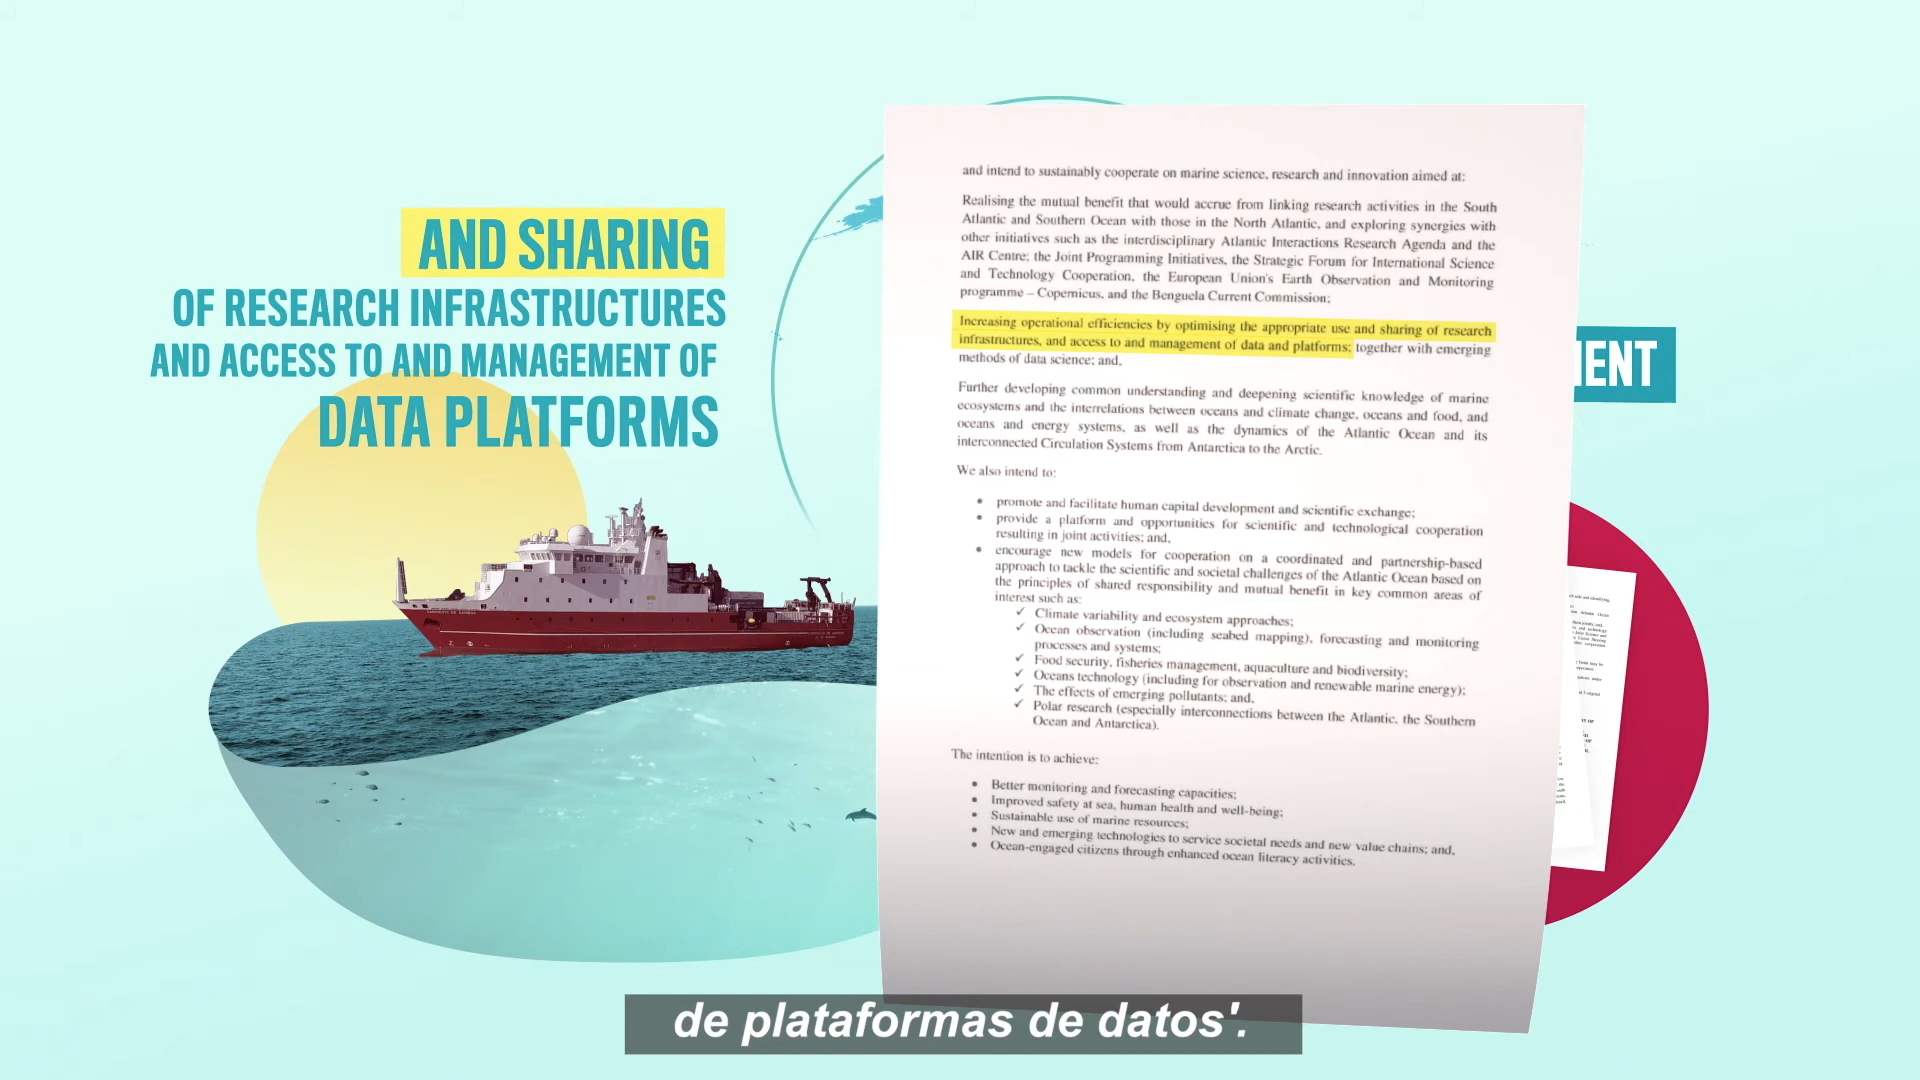 AND SHARING
OF RESEARCH INFRASTRUCTURES
AND ACCESS TO AND MANAGEMENT OF
DATA PLATFORMS
and intend to sustainably cooperate on marine science, research and innovation aimed at:
Realising the mutual benefit that would accrue from linking research activities in the South
Atlantic and Southern Ocean with those in the North Atlantic, and exploring synergies with
other initiatives such as the interdisciplinary Atlantic Interactions Research Agenda and the
AIR Centre; the Joint Programming Initiatives, the Strategic Forum for International Science
and Technology Cooperation, the European Union's Earth Observation and Monitoring
programme – Copernicus, and the Benguela Current Commission;
Increasing operational efficiencies by optimising the appropriate use and sharing of research
infrastructures, and access to and management of data and platforms; together with emerging
methods of data science; and,
Further developing common understanding and deepening scientific knowledge of marine
ecosystems and the interrelations between oceans and climate change, oceans and food, and
oceans and energy systems, as well as the dynamics of the Atlantic Ocean and its
interconnected Circulation Systems from Antarctica to the Arctic.
We also intend to:
• promote and facilitate human capital development and scientific exchange;
• provide a platform and opportunities for scientific and technological cooperation
resulting in joint activities; and,
• encourage new models for cooperation on a coordinated and partnership-based
approach to tackle the scientific and societal challenges of the Atlantic Ocean based on
the principles of shared responsibility and mutual benefit in key common areas of
interest such as:
✓ Climate variability and ecosystem approaches;
✓ Ocean observation (including seabed mapping), forecasting and monitoring
processes and systems;
✓ Food security, fisheries management, aquaculture and biodiversity;
✓ Oceans technology (including for observation and renewable marine energy);
✓ The effects of emerging pollutants; and,
✓ Polar research (especially interconnections between the Atlantic, the Southern
Ocean and Antarctica).
The intention is to achieve:
• Better monitoring and forecasting capacities;
• Improved safety at sea, human health and well-being;
• Sustainable use of marine resources;
• New and emerging technologies to service societal needs and new value chains; and,
• Ocean-engaged citizens through enhanced ocean literacy activities.
MENT
de plataformas de datos'.